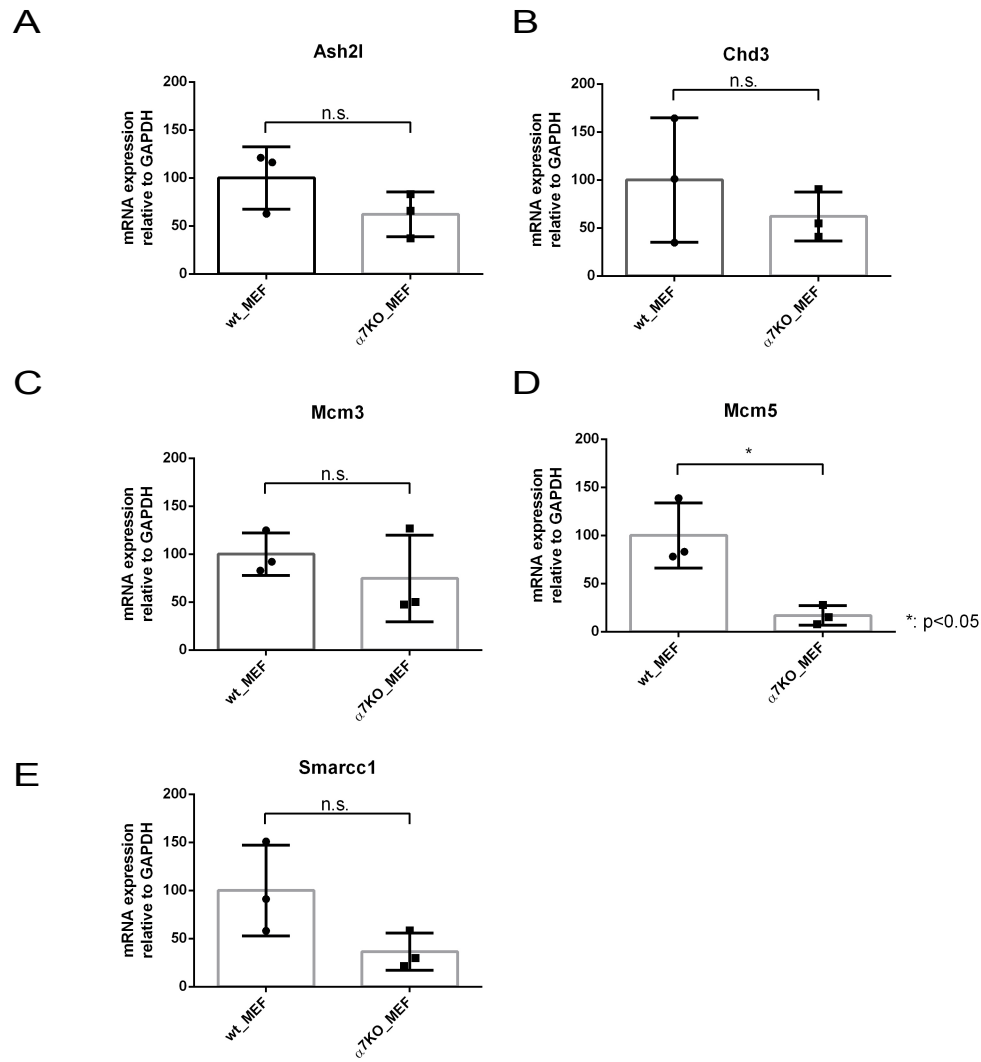 A
Ash2l
mRNA expression
relative to GAPDH
200
150
100
50
0
n.s.
wt_MEF
α7KO_MEF
B
Chd3
mRNA expression
relative to GAPDH
200
150
100
50
0
n.s.
wt_MEF
α7KO_MEF
C
Mcm3
mRNA expression
relative to GAPDH
200
150
100
50
0
n.s.
wt_MEF
α7KO_MEF
D
Mcm5
mRNA expression
relative to GAPDH
200
150
100
50
0
*
wt_MEF
α7KO_MEF
*: p<0.05
E
Smarcc1
mRNA expression
relative to GAPDH
200
150
100
50
0
n.s.
wt_MEF
α7KO_MEF